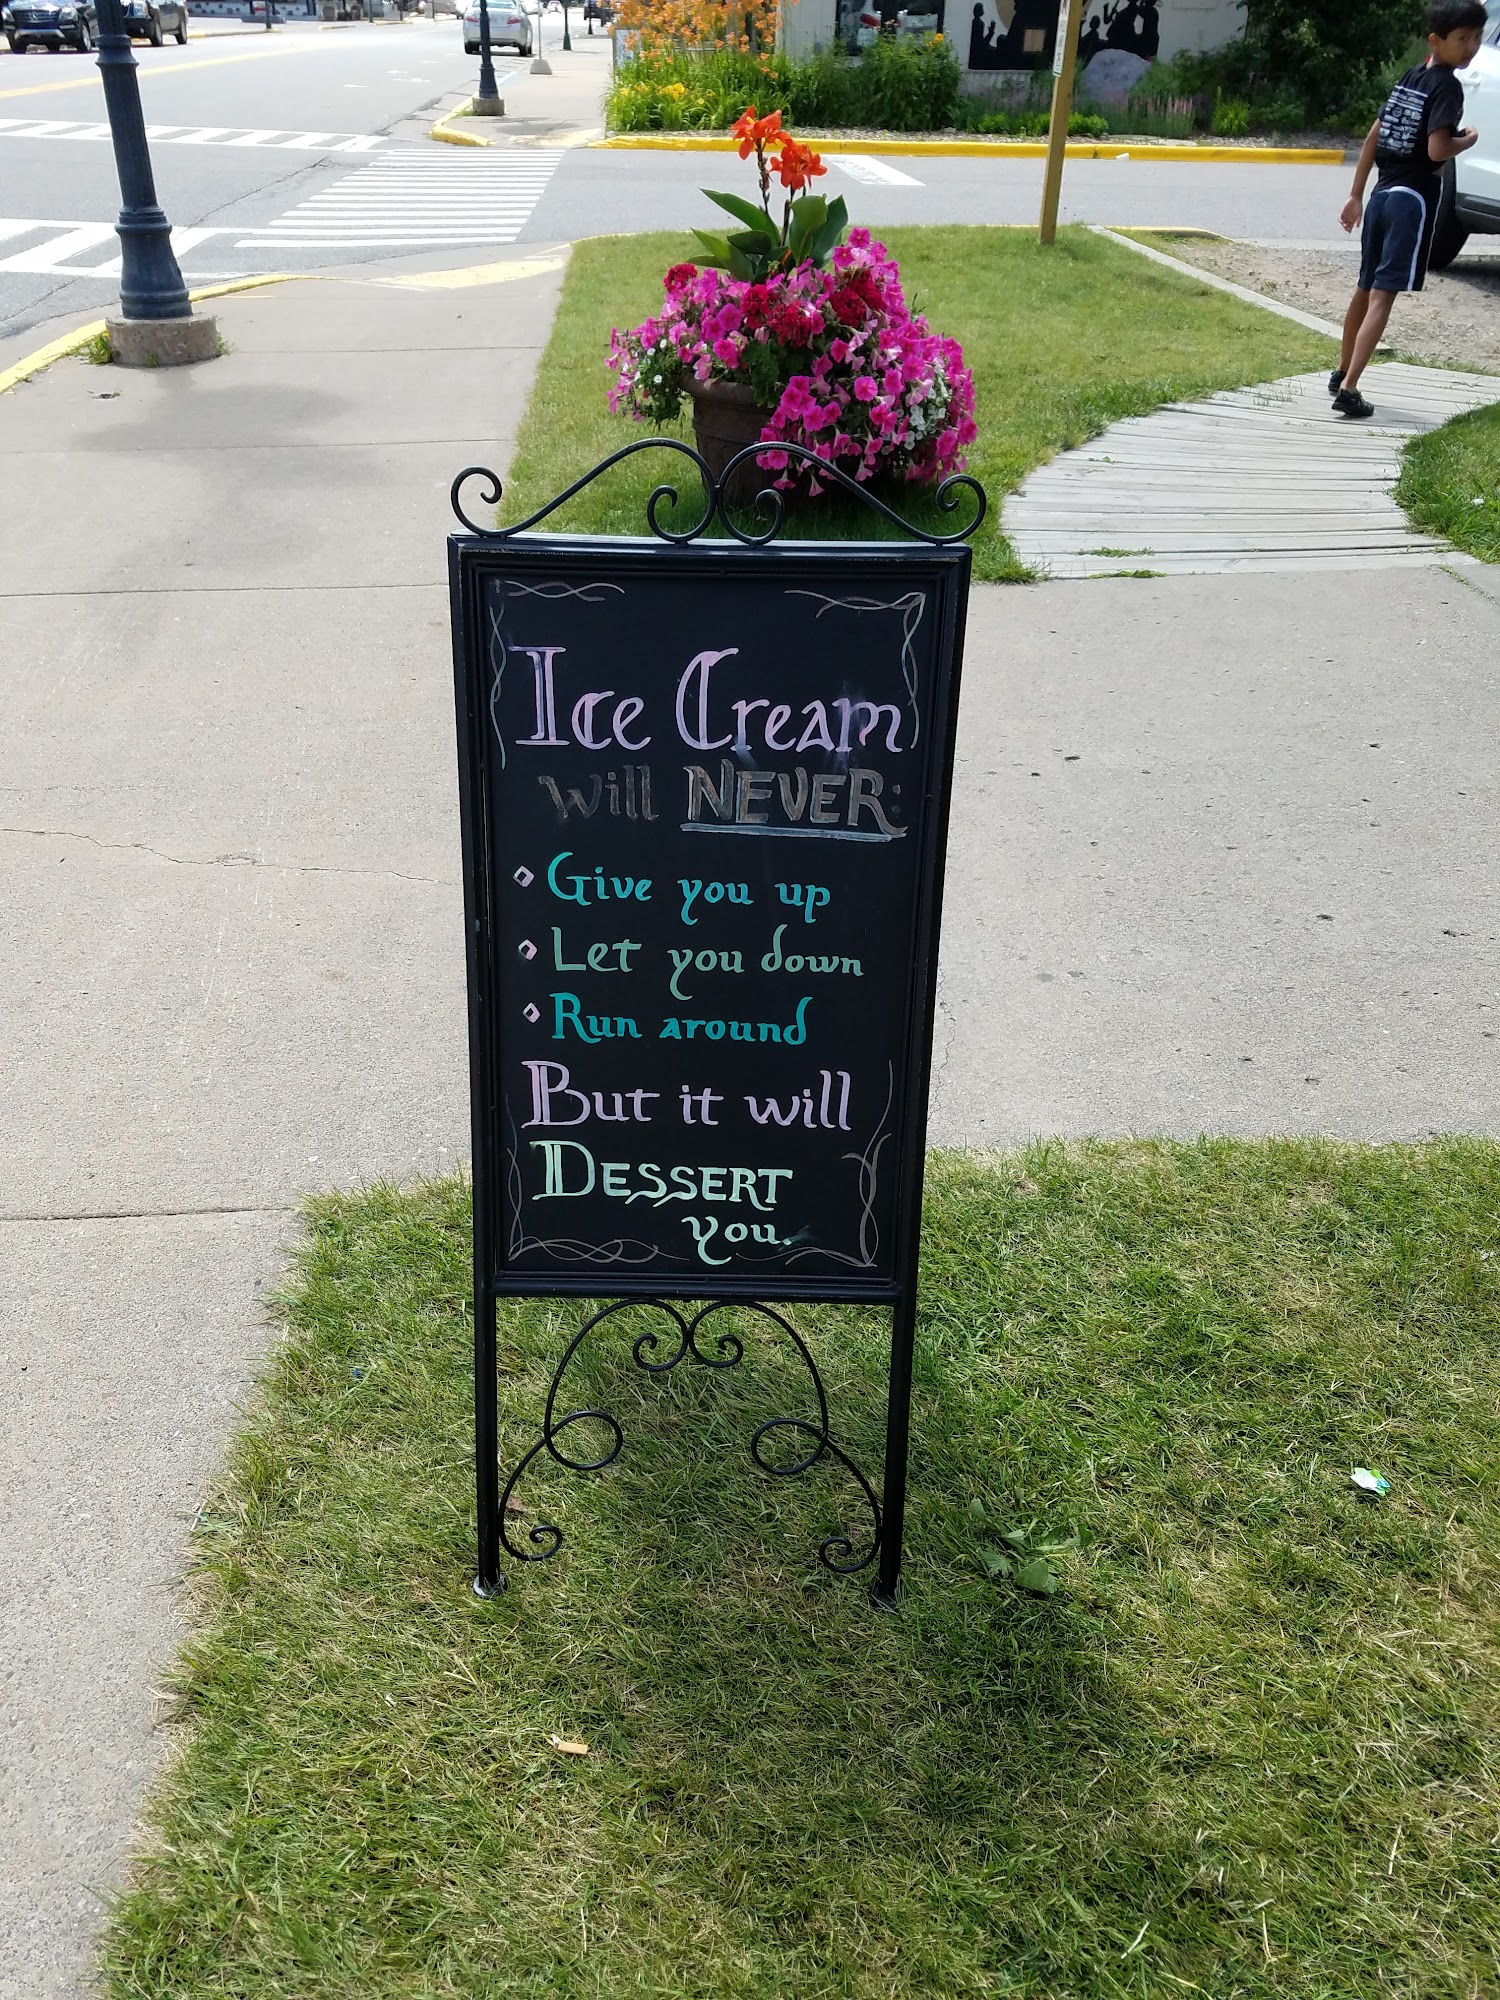 Ice Cream
will NEVER:
Give you up
Let you down
Run around
But it will
DESSERT
you.